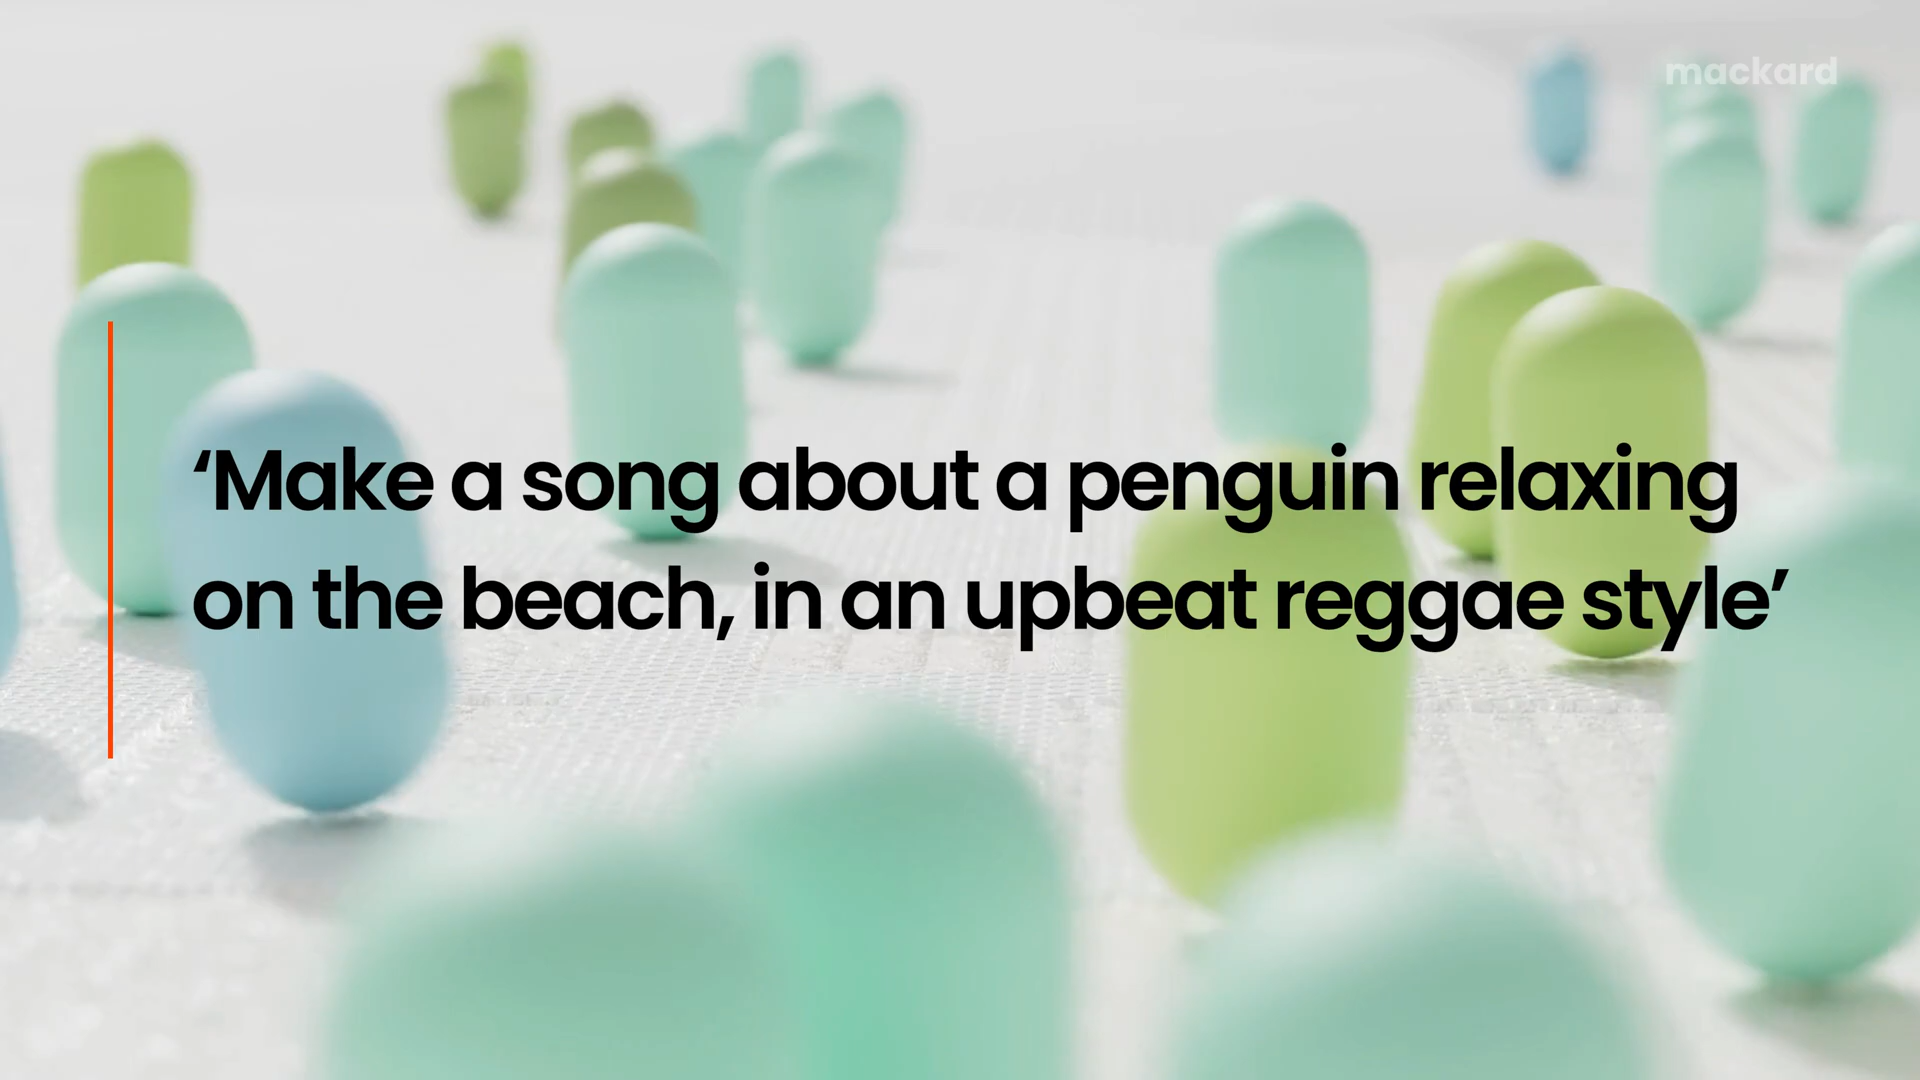 mackard
‘Make a song about a penguin relaxing
on the beach, in an upbeat reggae style’